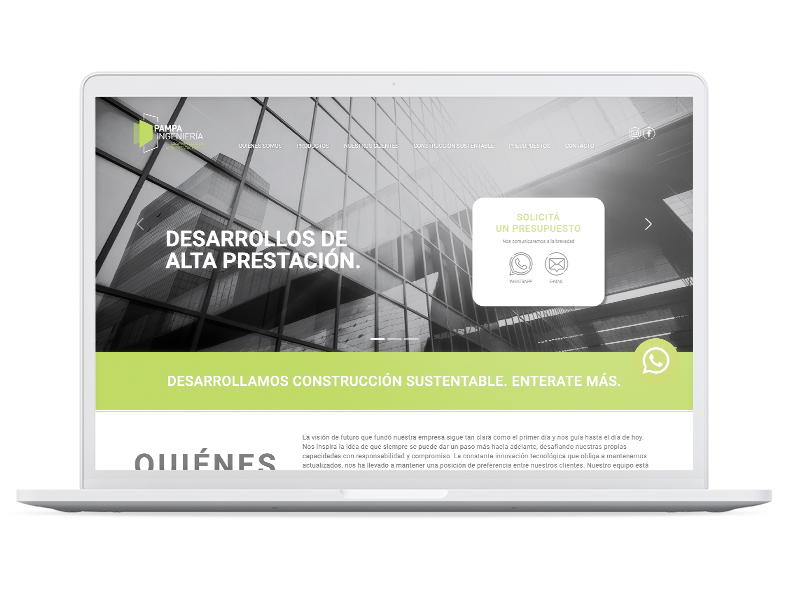 PAMPA
INGENIERÍA
QUIENES SOMOS PRODUCTOS NUESTROS CLIENTES CONSTRUCCIÓN SUSTENTABLE PRESUPUESTOS CONTACTO
DESARROLLOS DE
ALTA PRESTACIÓN.
SOLICITÁ
UN PRESUPUESTO
Nos comunicaremos a la brevedad
WHATSAPP E-MAIL
DESARROLLAMOS CONSTRUCCIÓN SUSTENTABLE. ENTERATE MÁS.
QUIÉNES
La visión de futuro que fundó nuestra empresa sigue tan clara como el primer día y nos guía hasta el día de hoy.
Nos inspira la idea de que siempre se puede dar un paso más hacia adelante, desafiando nuestras propias
capacidades con responsabilidad y compromiso. La constante innovación tecnológica que obliga a mantenernos
actualizados, nos ha llevado a mantener una posición de preferencia entre nuestros clientes. Nuestro equipo está